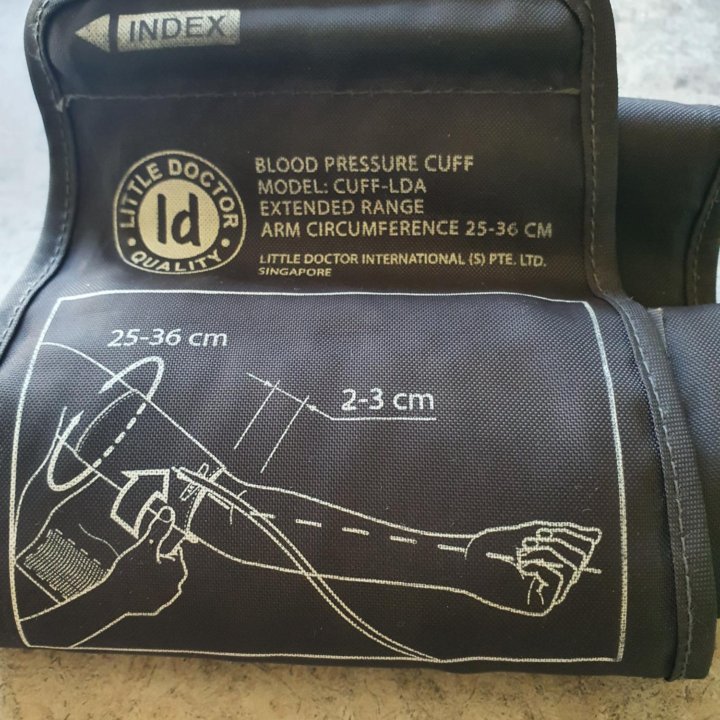 INDEX
LITTLE DOCTOR
ld
• QUALITY •
BLOOD PRESSURE CUFF
MODEL: CUFF-LDA
EXTENDED RANGE
ARM CIRCUMFERENCE 25-36 CM
LITTLE DOCTOR INTERNATIONAL (S) PTE. LTD.
SINGAPORE
25-36 cm
2-3 cm